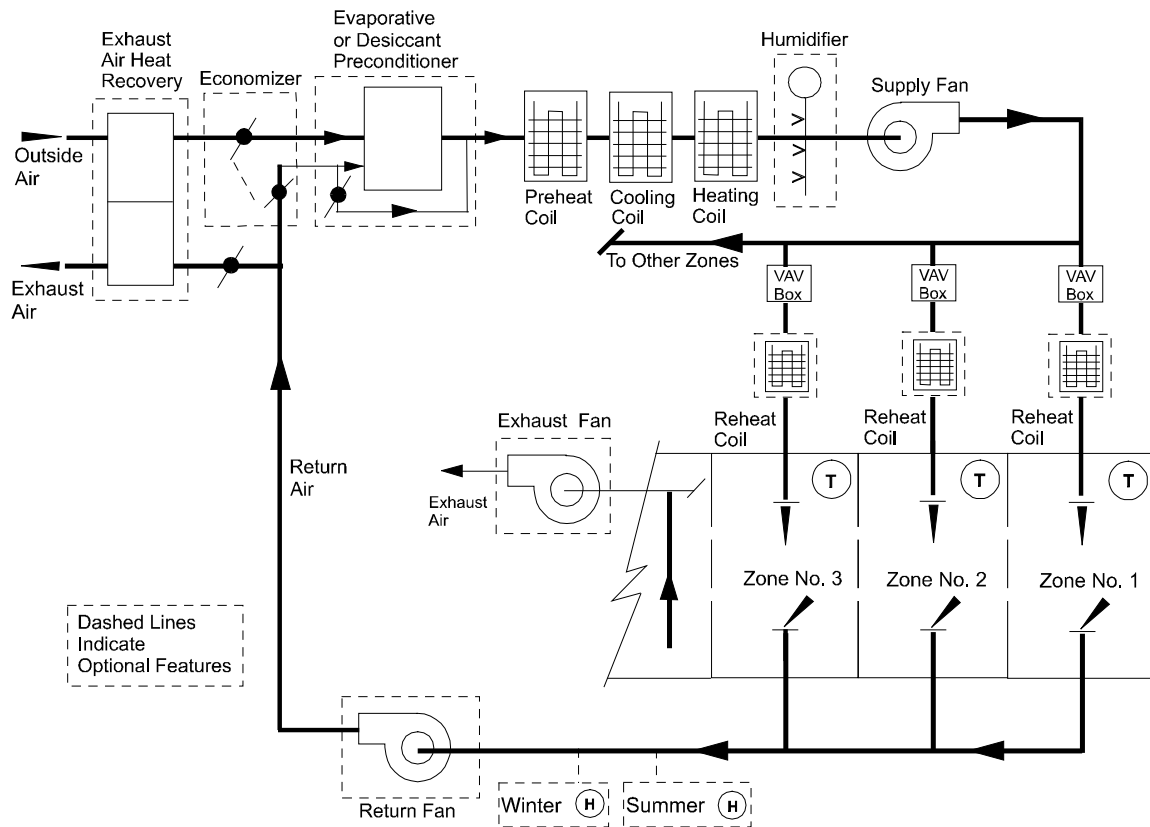 Exhaust
Air Heat
Recovery
Economizer
Evaporative
or Desiccant
Preconditioner
Humidifier
Supply Fan
Outside
Air
Preheat
Coil
Cooling
Coil
Heating
Coil
Exhaust
Air
To Other Zones
VAV
Box
VAV
Box
VAV
Box
Reheat
Coil
Reheat
Coil
Reheat
Coil
Exhaust Fan
Exhaust
Air
Return
Air
T
T
T
Zone No. 3
Zone No. 2
Zone No. 1
Dashed Lines
Indicate
Optional Features
Return Fan
Winter H
Summer H